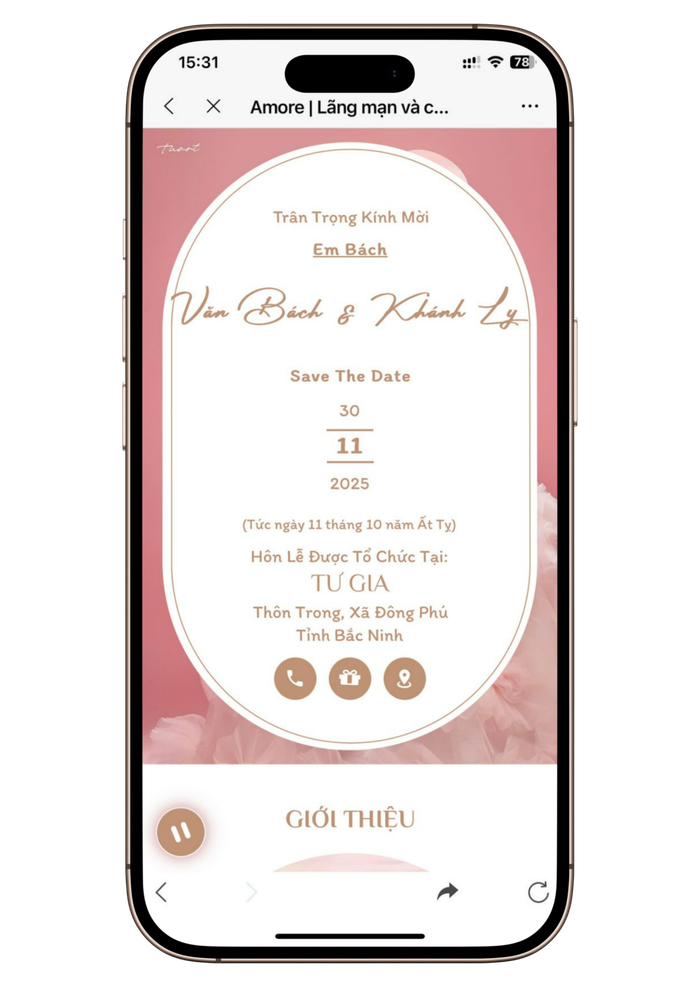 15:31
78
Amore | Lãng mạn và c...
Trân Trọng Kính Mời
Em Bách
Văn Bách & Khánh Ly
Save The Date
30
11
2025
(Tức ngày 11 tháng 10 năm Ất Tỵ)
Hôn Lễ Được Tổ Chức Tại:
TƯ GIA
Thôn Trong, Xã Đông Phú
Tỉnh Bắc Ninh
GIỚI THIỆU